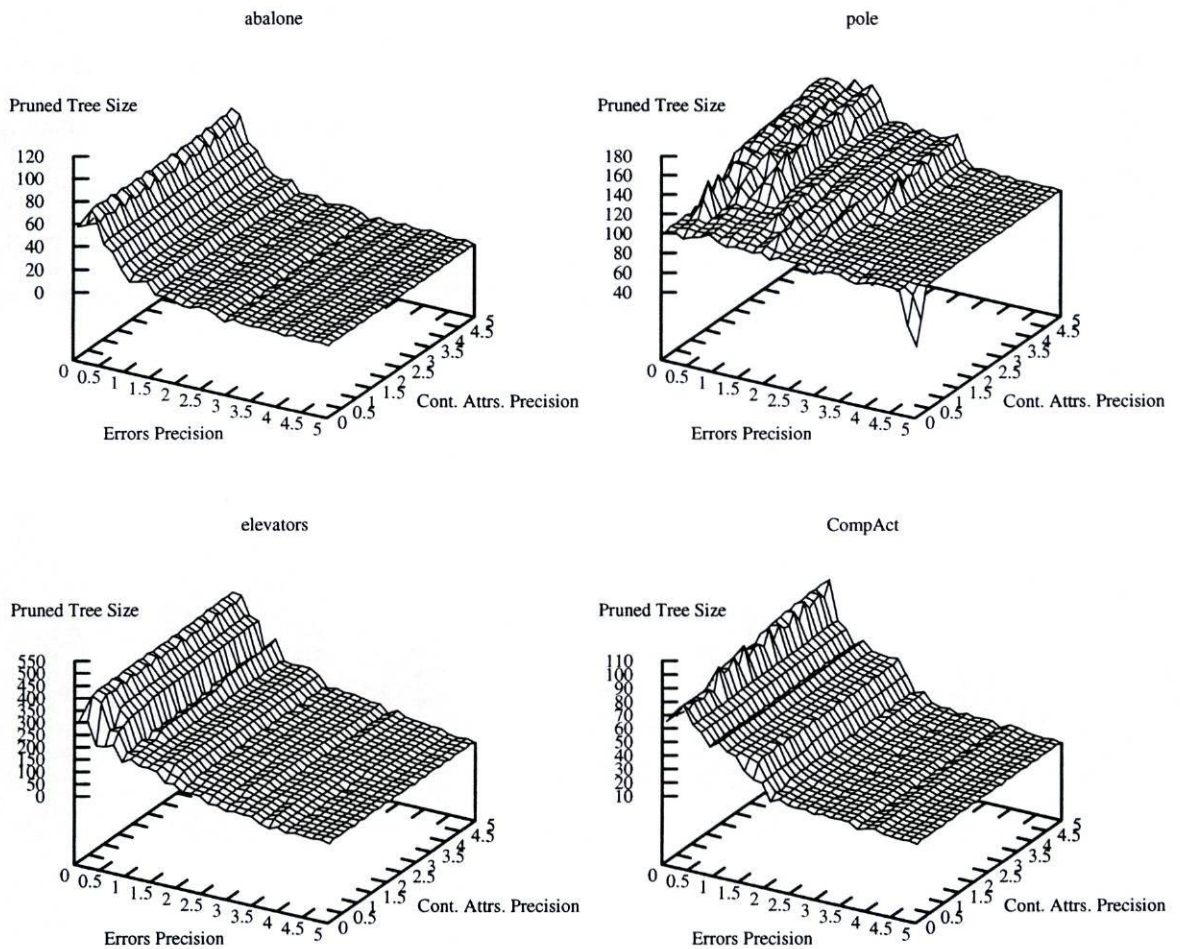 abalone
Pruned Tree Size
120
100
80
60
40
20
0
0 0.5 1 1.5 2 2.5 3 3.5 4 4.5 5
Errors Precision
0 0.5 1 1.5 2 2.5 3 3.5 4 4.5 5
Cont. Attrs. Precision
pole
Pruned Tree Size
180
160
140
120
100
80
60
40
0 0.5 1 1.5 2 2.5 3 3.5 4 4.5 5
Errors Precision
0 0.5 1 1.5 2 2.5 3 3.5 4 4.5 5
Cont. Attrs. Precision
elevators
Pruned Tree Size
550
500
450
400
350
300
250
200
150
100
50
0
0 0.5 1 1.5 2 2.5 3 3.5 4 4.5 5
Errors Precision
0 0.5 1 1.5 2 2.5 3 3.5 4 4.5 5
Cont. Attrs. Precision
CompAct
Pruned Tree Size
110
100
90
80
70
60
50
40
30
20
10
0 0.5 1 1.5 2 2.5 3 3.5 4 4.5 5
Errors Precision
0 0.5 1 1.5 2 2.5 3 3.5 4 4.5 5
Cont. Attrs. Precision